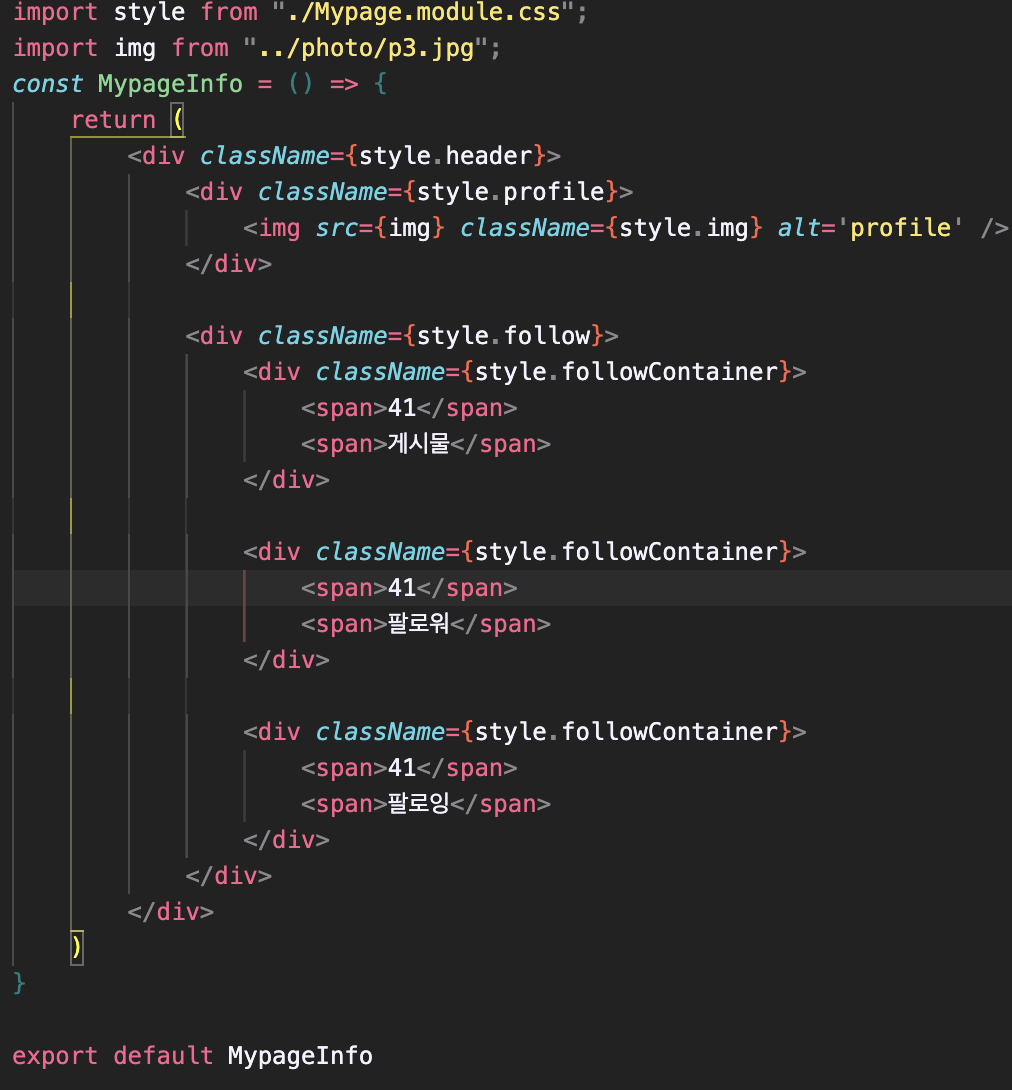 import style from "./Mypage.module.css";
import img from "../photo/p3.jpg";
const MypageInfo = () => {
    return (
        <div className={style.header}>
            <div className={style.profile}>
                <img src={img} className={style.img} alt='profile' />
            </div>

            <div className={style.follow}>
                <div className={style.followContainer}>
                    <span>41</span>
                    <span>게시물</span>
                </div>

                <div className={style.followContainer}>
                    <span>41</span>
                    <span>팔로워</span>
                </div>

                <div className={style.followContainer}>
                    <span>41</span>
                    <span>팔로잉</span>
                </div>
            </div>
        </div>
    )
}

export default MypageInfo